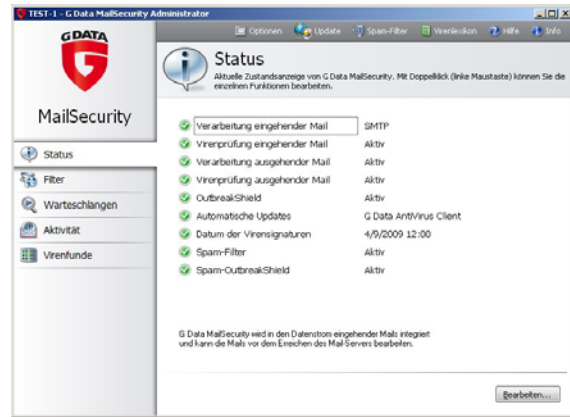 TEST-1 - G Data MailSecurity Administrator
G DATA
MailSecurity
Optionen Update Spam-Filter Virenlexikon Hilfe Info
Status
Aktuelle Zustandsanzeige von G Data MailSecurity. Mit Doppelklick (linke Maustaste) können Sie die
einzelnen Funktionen bearbeiten.
Status
Filter
Warteschlangen
Aktivität
Virenfunde
Verarbeitung eingehender Mail SMTP
Virenprüfung eingehender Mail Aktiv
Verarbeitung ausgehender Mail Aktiv
Virenprüfung ausgehender Mail Aktiv
OutbreakShield Aktiv
Automatische Updates G Data AntiVirus Client
Datum der Virensignaturen 4/9/2009 12:00
Spam-Filter Aktiv
Spam-OutbreakShield Aktiv
G Data MailSecurity wird in den Datenstrom eingehender Mails integriert
und kann die Mails vor dem Erreichen des Mail-Servers bearbeiten.
Bearbeiten...